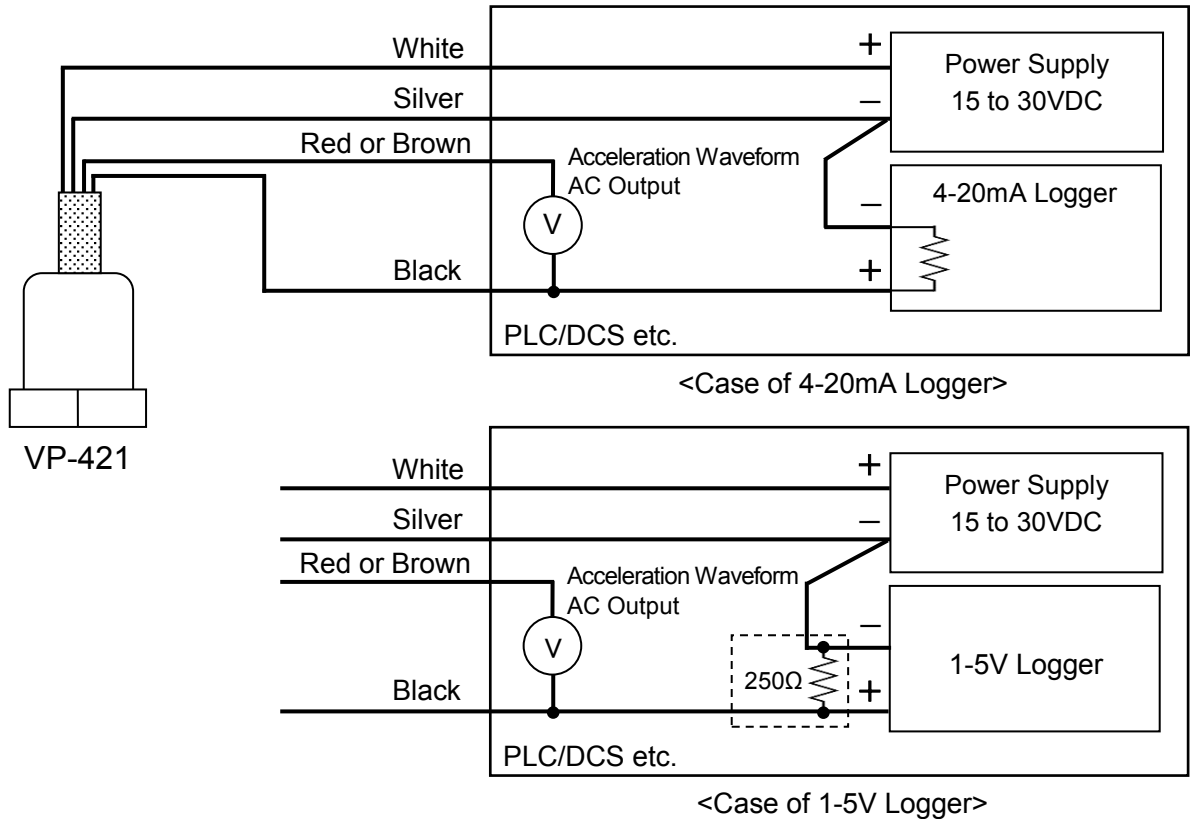 White
+
Power Supply
15 to 30VDC
Silver
–
Red or Brown
Acceleration Waveform
AC Output
V
4-20mA Logger
–
Black
+
PLC/DCS etc.
<Case of 4-20mA Logger>
VP-421
White
+
Power Supply
15 to 30VDC
Silver
–
Red or Brown
Acceleration Waveform
AC Output
V
–
1-5V Logger
250Ω
+
Black
PLC/DCS etc.
<Case of 1-5V Logger>